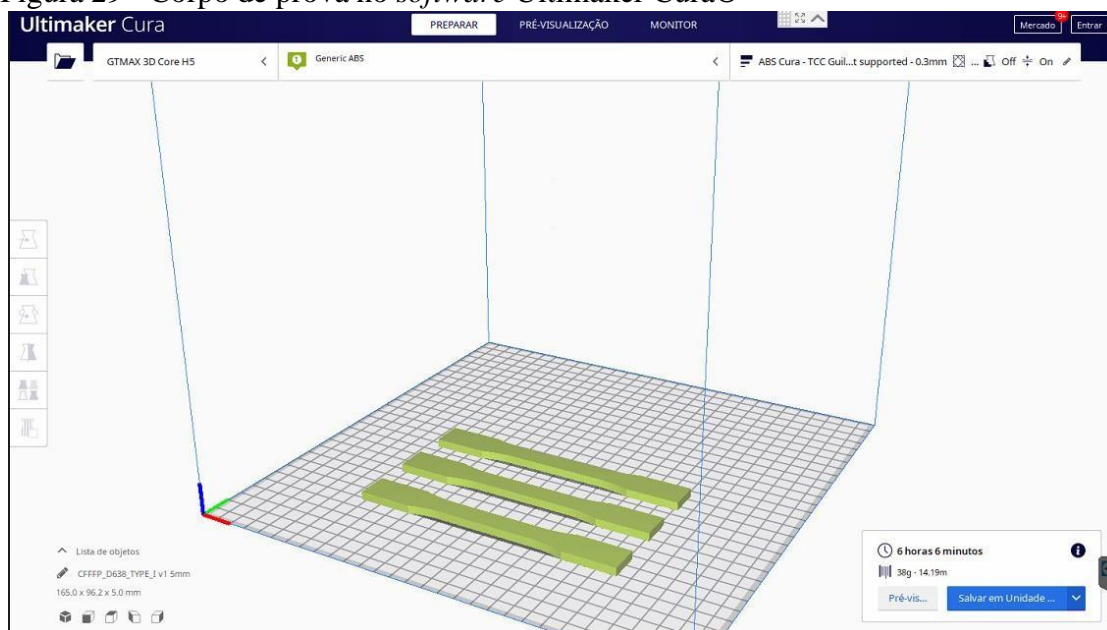 Figura 29 - Corpo de prova no software Ultimaker Cura©
Ultimaker Cura
PREPARAR
PRÉ-VISUALIZAÇÃO
MONITOR
Mercado
9+
Entrar
GTMAX 3D Core H5
1
Generic ABS
ABS Cura - TCC Guil...t supported - 0.3mm
...
Off
On
Lista de objetos
CFFFP_D638_TYPE_I v1 5mm
165.0 x 96.2 x 5.0 mm
6 horas 6 minutos
38g · 14.19m
Pré-vis...
Salvar em Unidade ...